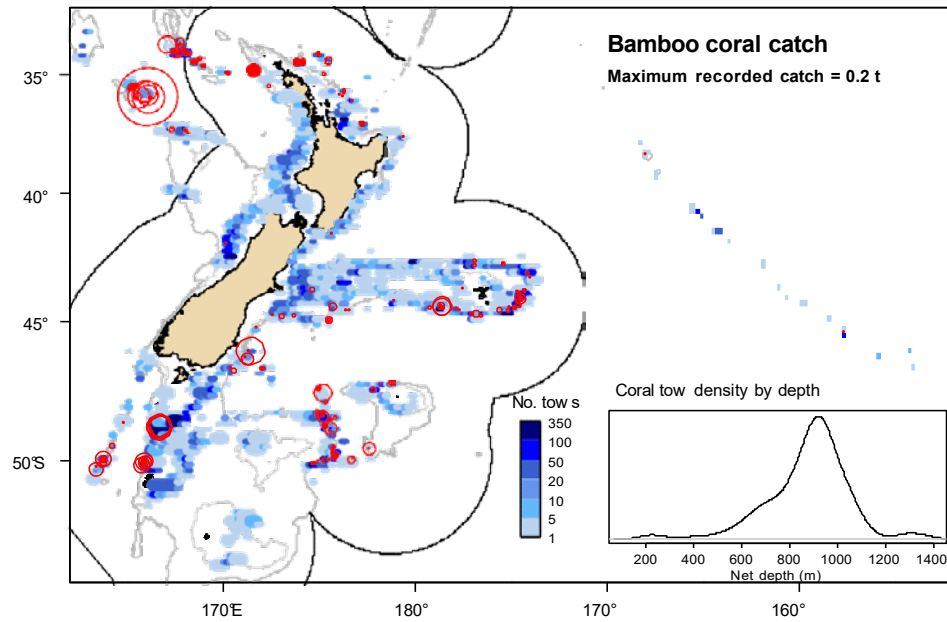 Bamboo coral catch
Maximum recorded catch = 0.2 t
35°
40°
45°
50°S
No. tow s
350
100
50
20
10
5
1
Coral tow density by depth
200
400
600
800
1000
1200
1400
Net depth (m)
170°E
180°
170°
160°